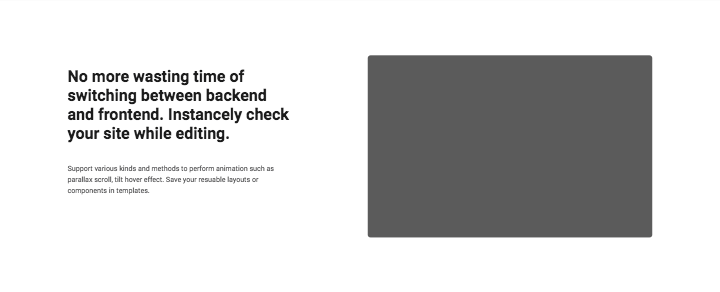 No more wasting time of
switching between backend
and frontend. Instancely check
your site while editing.
Support various kinds and methods to perform animation such as
parallax scroll, tilt hover effect. Save your resuable layouts or
components in templates.